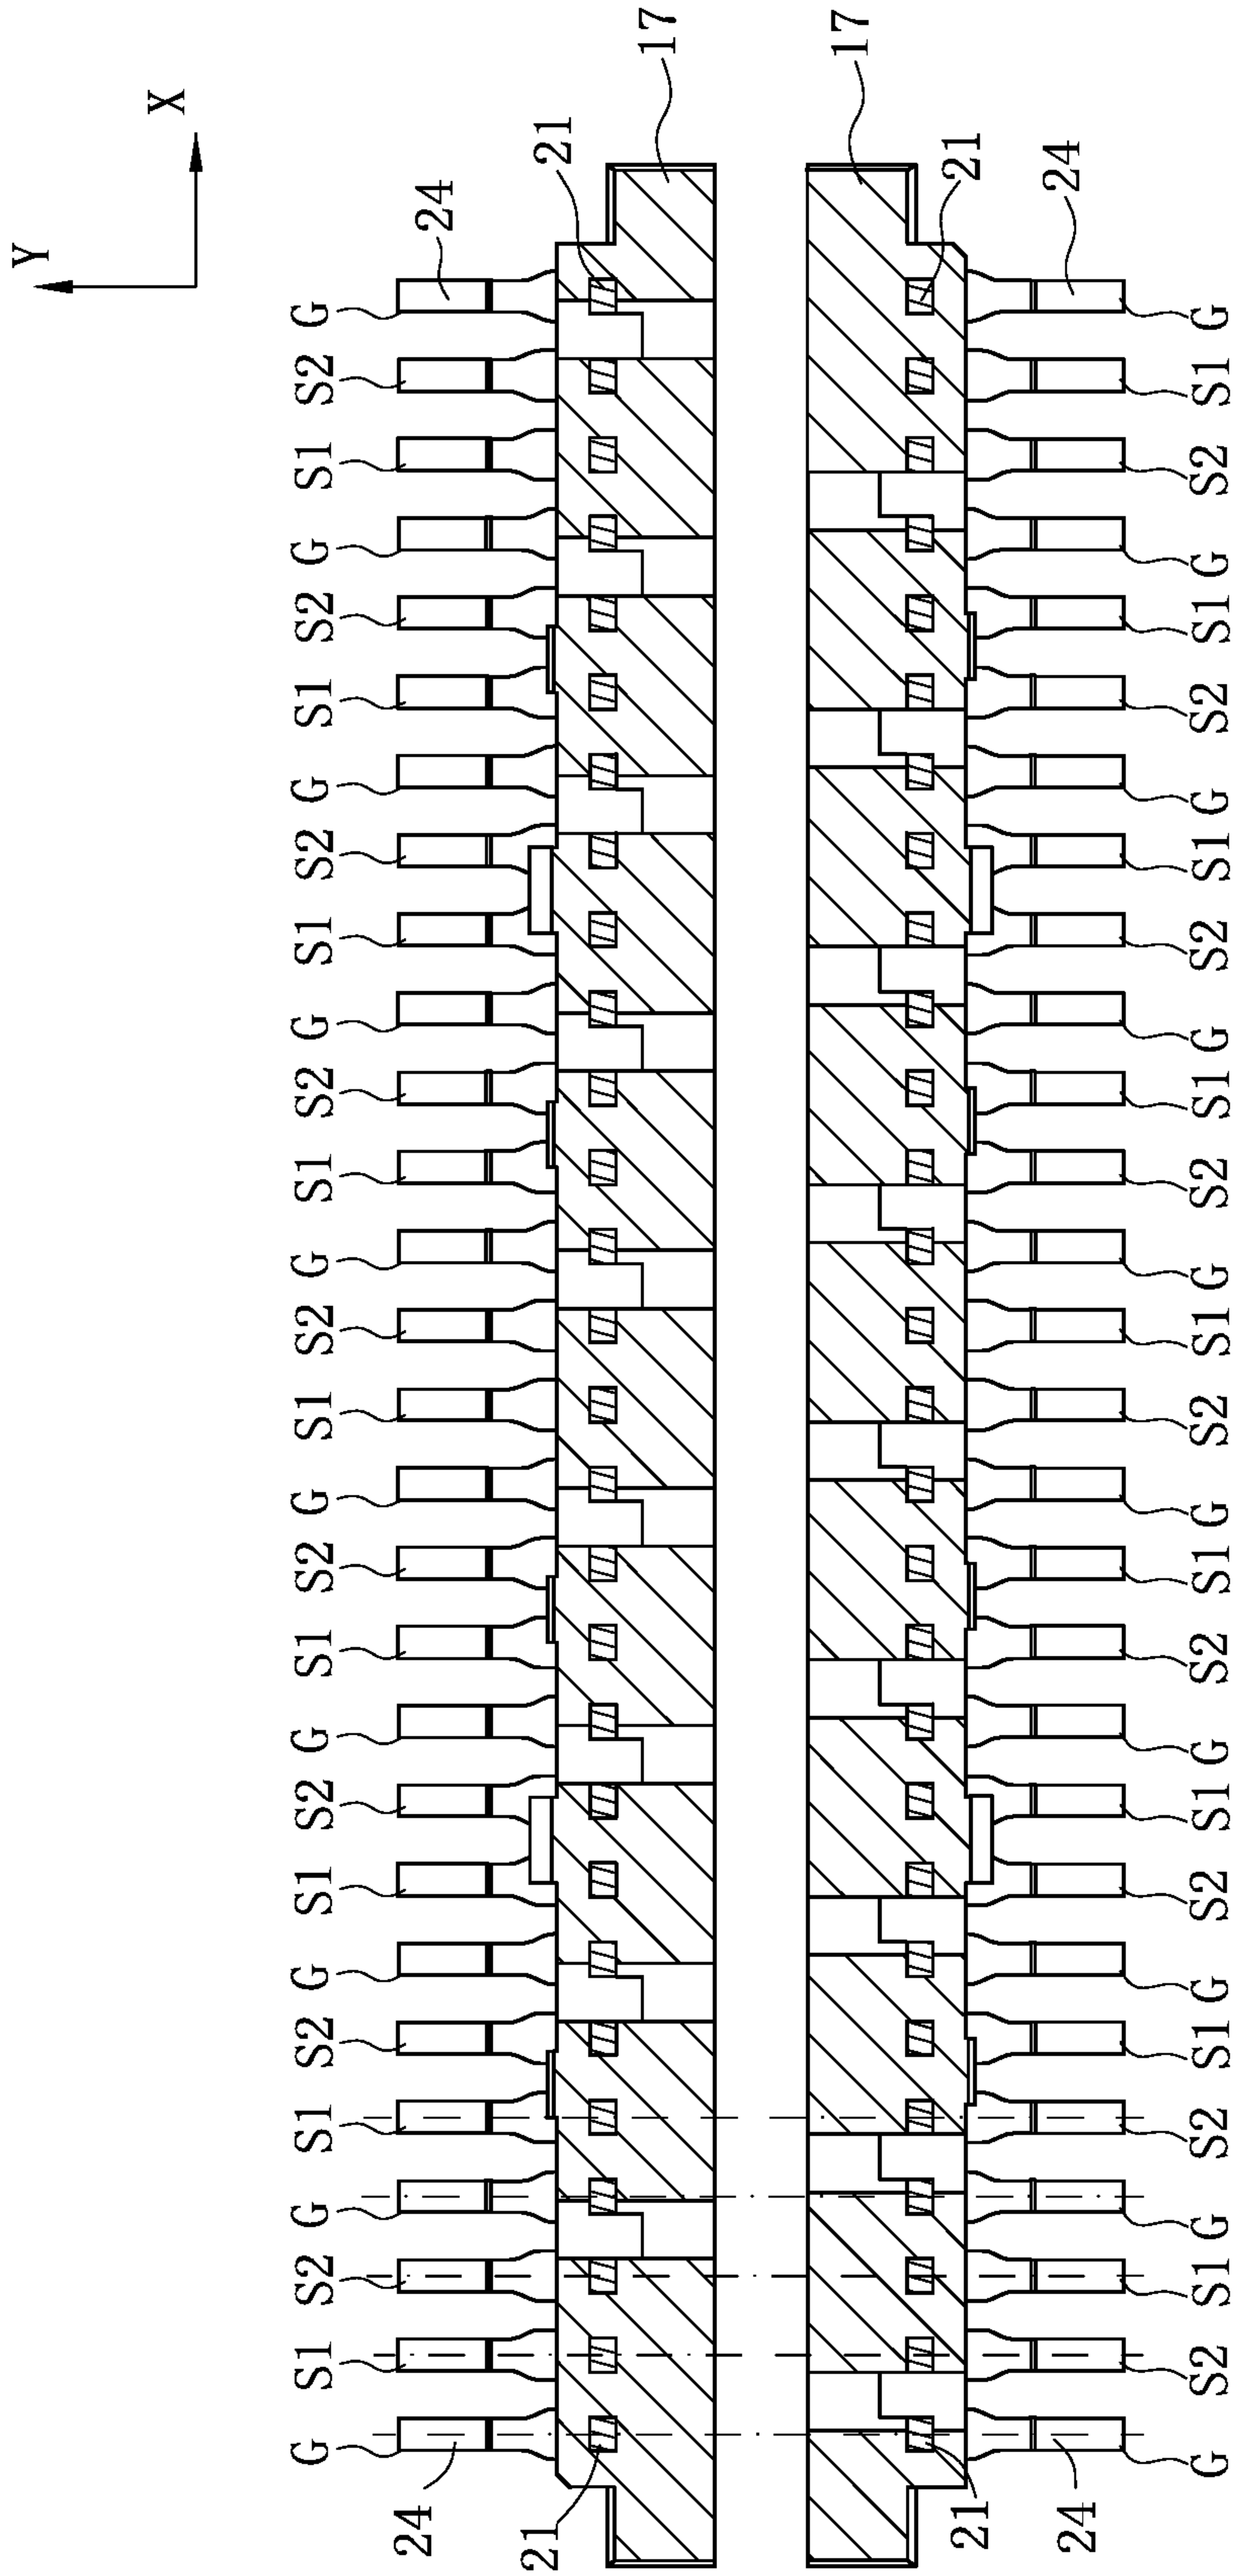 Y
X
G S1 S2 G S1 S2 G S1 S2 G S1 S2 G S1 S2 G S1 S2 G S1 S2 G S1 S2 G S1 S2 G
24 24
21 21
17
17
21 21
24 24
G S2 S1 G S2 S1 G S2 S1 G S2 S1 G S2 S1 G S2 S1 G S2 S1 G S2 S1 G S2 S1 G